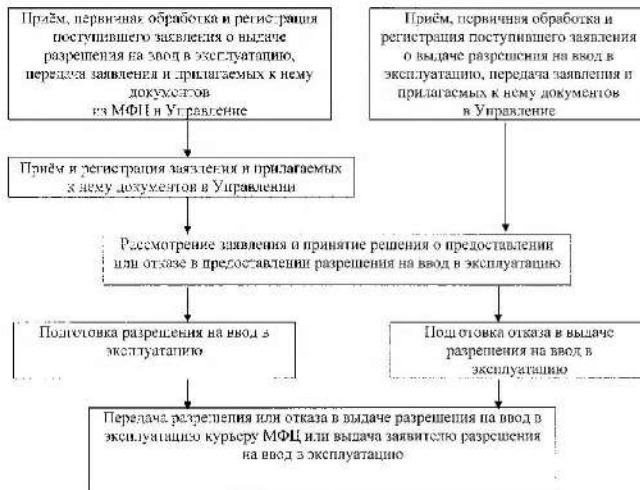 Приём, первичная обработка и
регистрация поступившего
поступившего заявления о выдаче
разрешения на ввод в эксплуатацию,
передача заявления и прилагаемых к нему
документов
из МФЦ в Управление
Приём, первичная обработка и
регистрация поступившего заявления
о выдаче разрешения на ввод в
эксплуатацию, передача заявления и
прилагаемых к нему документов
в Управление
Приём и регистрация заявления и прилагаемых
к нему документов в Управлении
Рассмотрение заявления и принятие решения о предоставлении
или отказе в предоставлении разрешения на ввод в эксплуатацию
Подготовка разрешения на ввод в
эксплуатацию
Подготовка отказа в выдаче
разрешения на ввод в
эксплуатацию
Передача разрешения или отказа в выдаче разрешения на ввод в
эксплуатацию курьеру МФЦ или выдача заявителю разрешения
на ввод в эксплуатацию